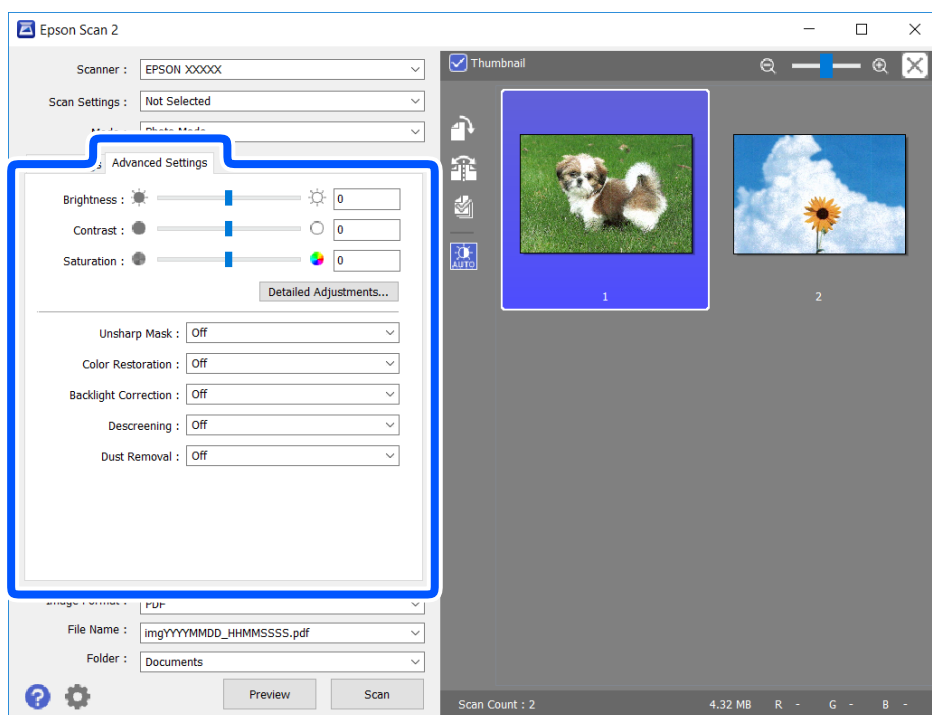 Epson Scan 2
Scanner : EPSON XXXXX
Scan Settings : Not Selected
Advanced Settings
Brightness : 0
Contrast : 0
Saturation : 0
Detailed Adjustments...
Unsharp Mask : Off
Color Restoration : Off
Backlight Correction : Off
Descreening : Off
Dust Removal : Off
PDF
File Name : imgYYYYMMDD_HHMMSSSS.pdf
Folder : Documents
Preview Scan
Thumbnail
AUTO
1
2
Scan Count : 2 4.32 MB R - G - B -